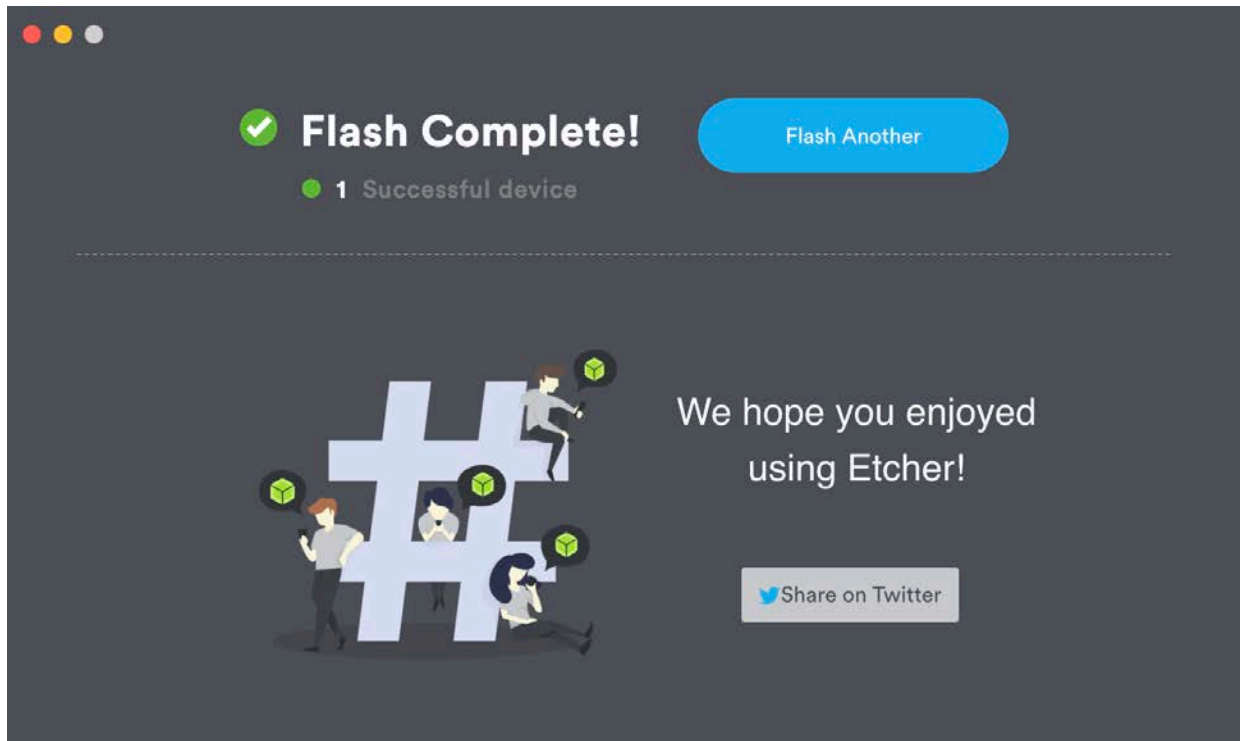 Flash Complete!
Flash Another
1 Successful device
We hope you enjoyed
using Etcher!
Share on Twitter